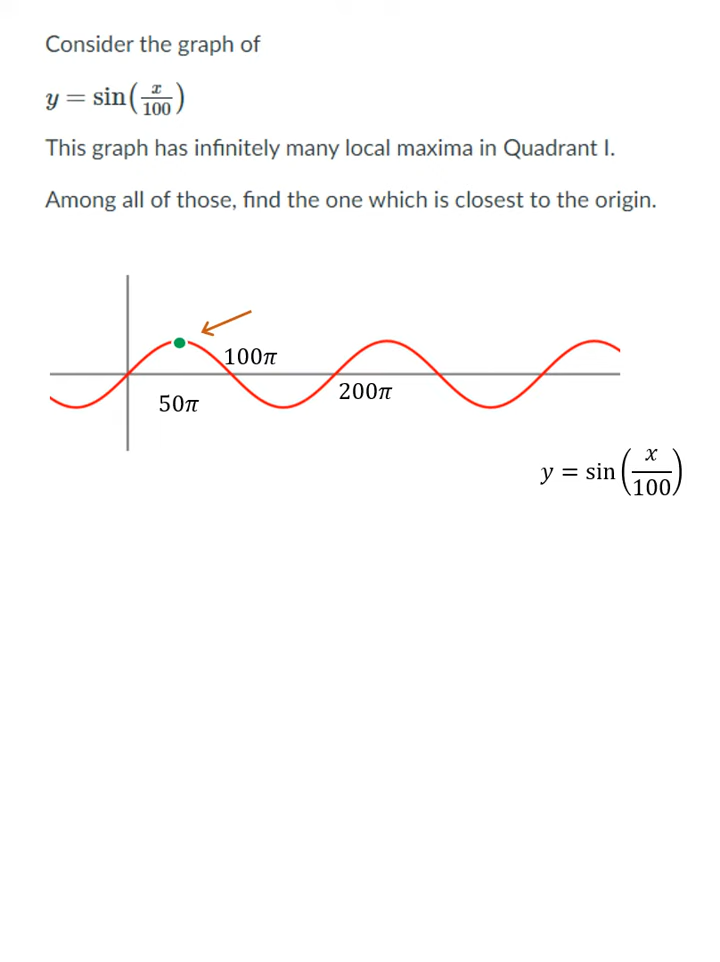 Consider the graph of
y = sin(x/100)
This graph has infinitely many local maxima in Quadrant I.
Among all of those, find the one which is closest to the origin.
100π
50π
200π
y = sin(x/100)